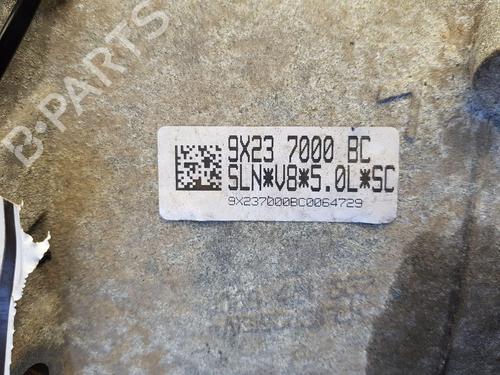 B-PARTS
9X23 7000 BC
SLN*V8*5.0L*SC
9X237000BC0064729